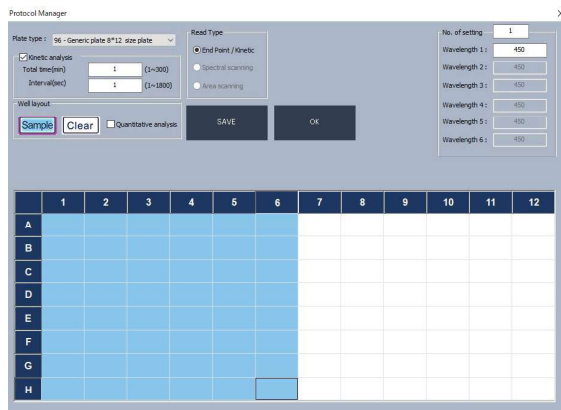 Protocol Manager
Plate type : 96 - Generic plate 8*12 size plate
Kinetic analysis
Total time(min) 1 (1~300)
Interval(sec) 1 (1~1800)
Well layout
Sample Clear Quantitative analysis
Read Type
End Point / Kinetic
Spectral scanning
Area scanning
SAVE OK
No. of setting 1
Wavelength 1 : 450
Wavelength 2 : 450
Wavelength 3 : 450
Wavelength 4 : 450
Wavelength 5 : 450
Wavelength 6 : 450
1 2 3 4 5 6 7 8 9 10 11 12
A
B
C
D
E
F
G
H